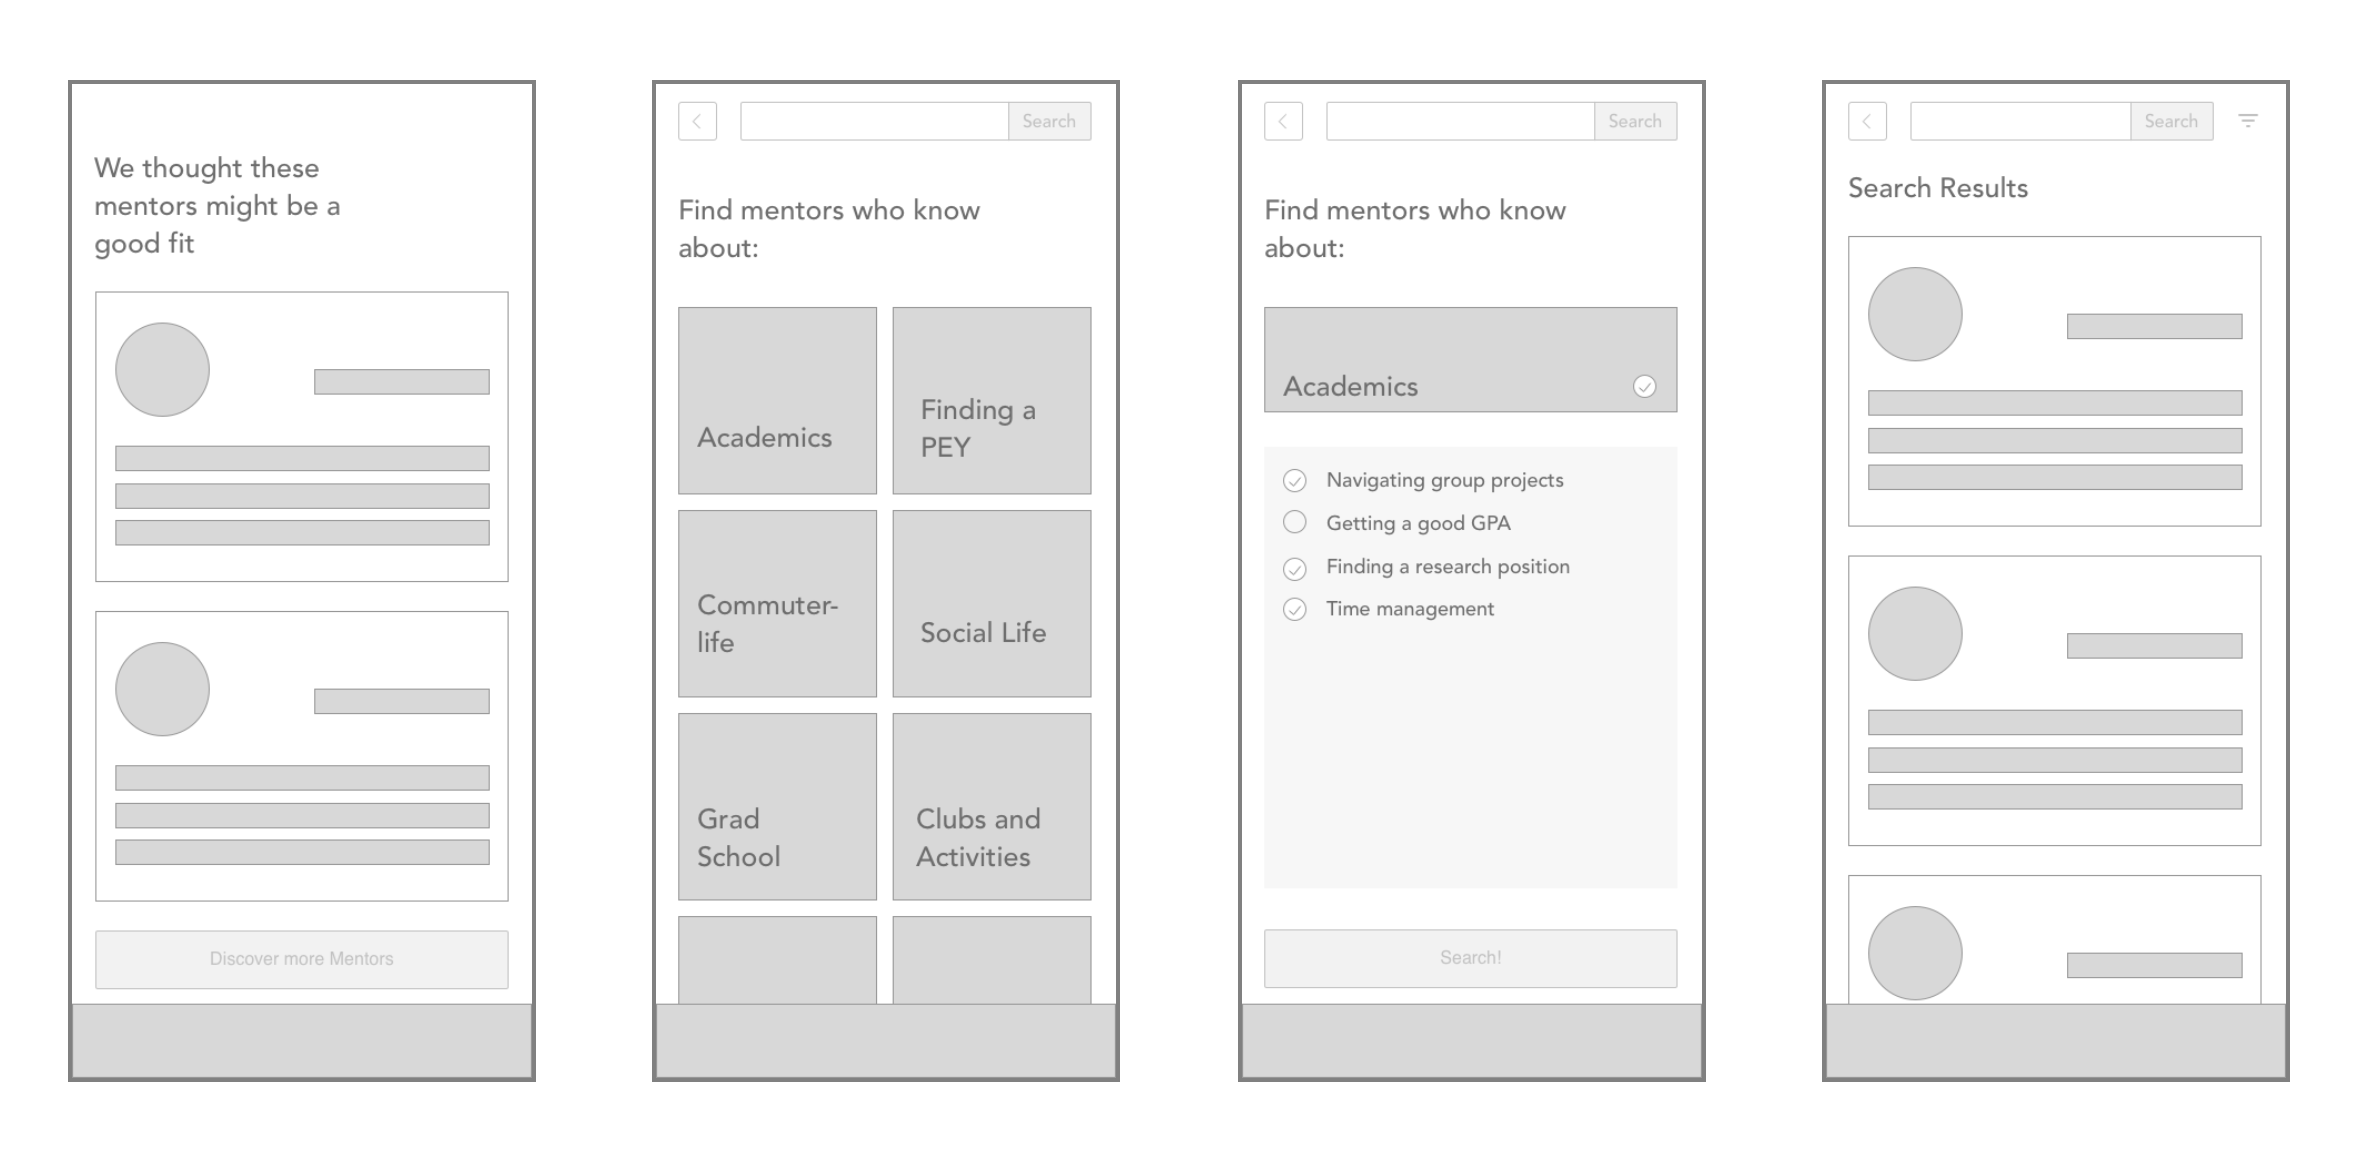 We thought these
mentors might be a
good fit
Discover more Mentors
Search
Find mentors who know
about:
Academics
Finding a
PEY
Commuter-
life
Social Life
Grad
School
Clubs and
Activities
Search
Find mentors who know
about:
Academics
Navigating group projects
Getting a good GPA
Finding a research position
Time management
Search!
Search
Search Results